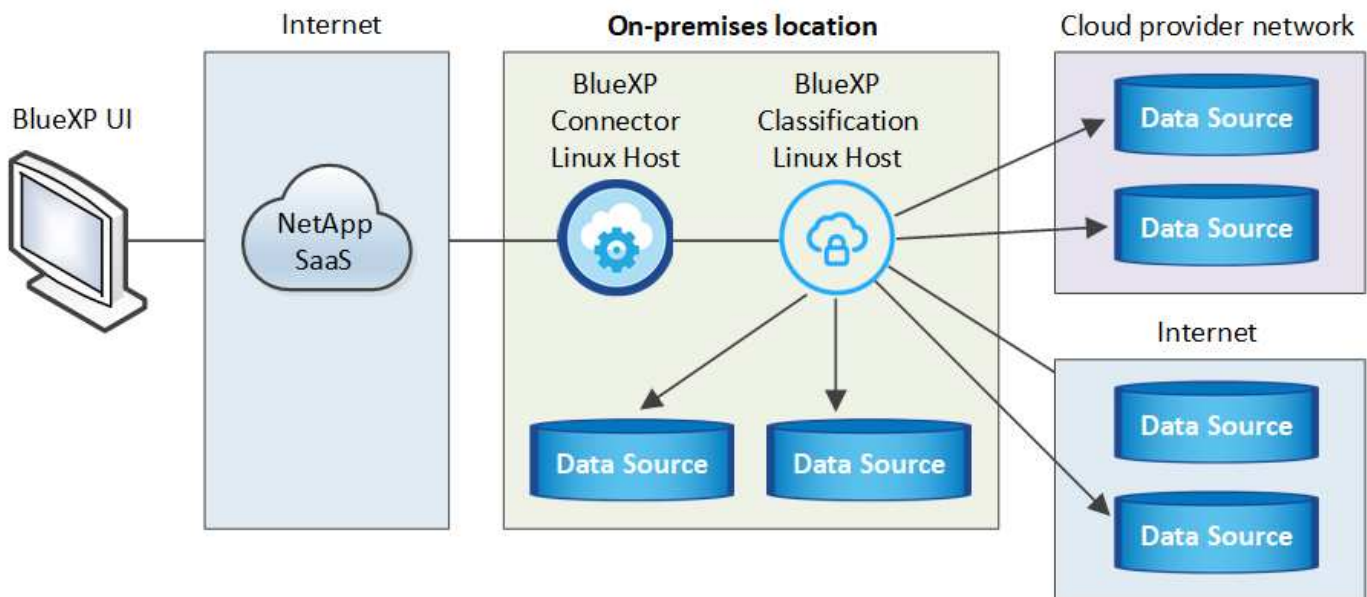 Internet
On-premises location
Cloud provider network
BlueXP UI
BlueXP
Connector
Linux Host
BlueXP
Classification
Linux Host
Data Source
Data Source
NetApp
SaaS
Internet
Data Source
Data Source
Data Source
Data Source